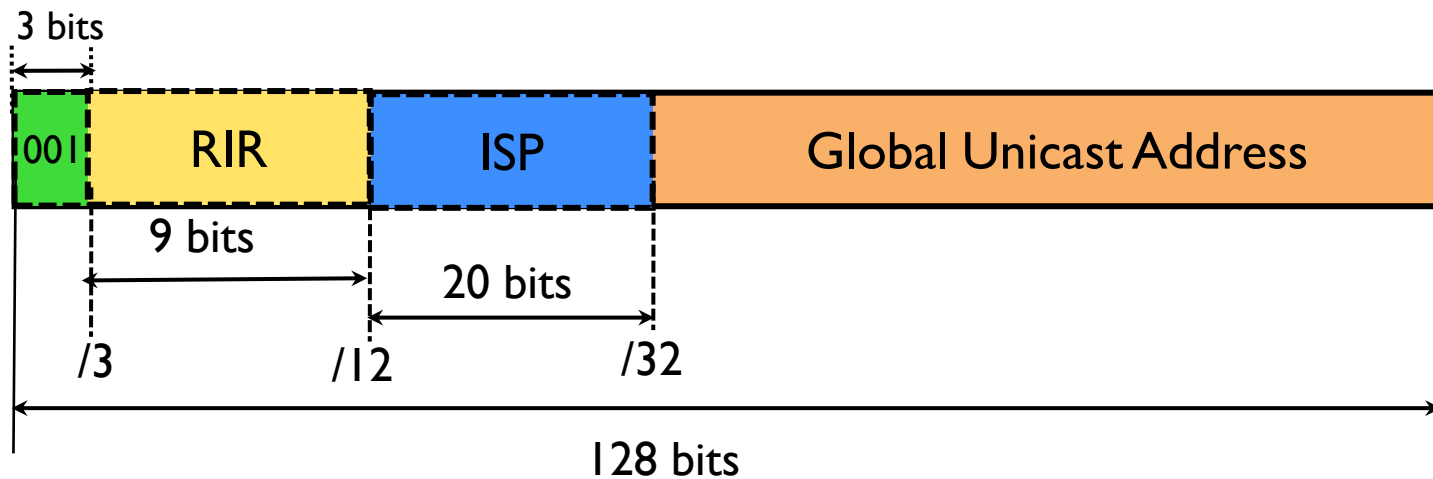 3 bits
001 RIR ISP Global Unicast Address
9 bits
20 bits
/3 /12 /32
128 bits